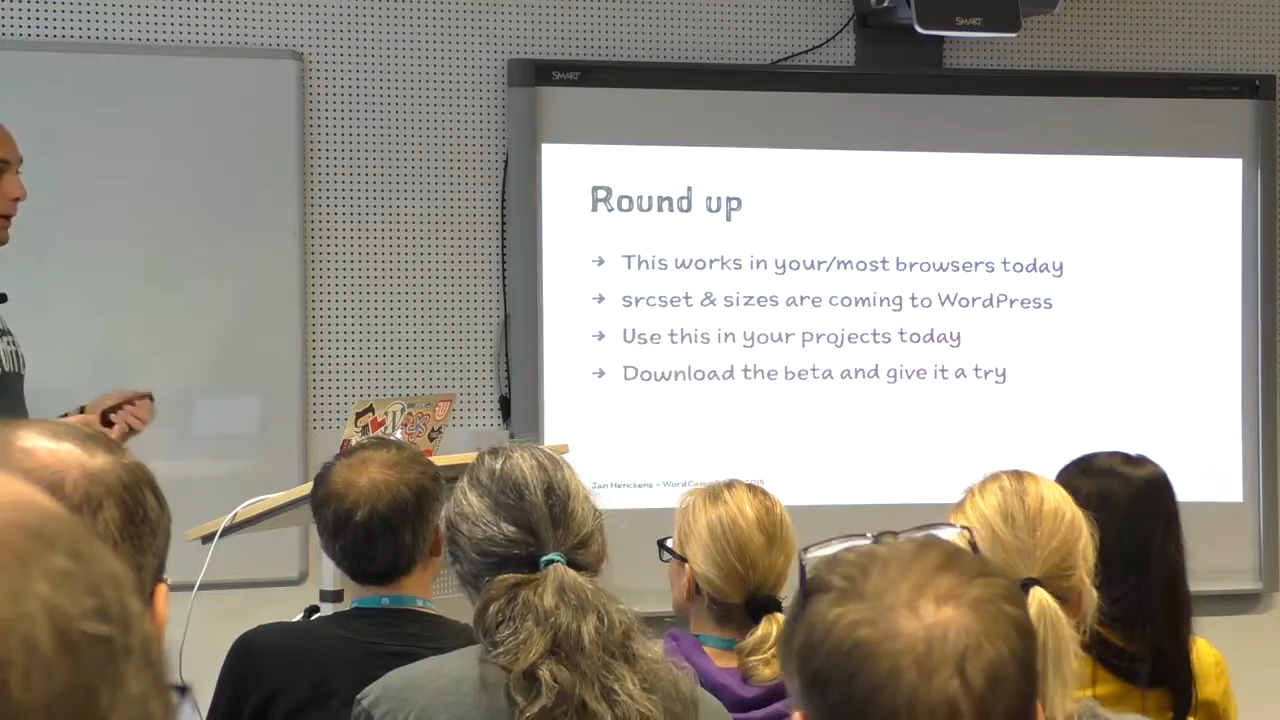 SMART
SMART
Round up
→ This works in your/most browsers today
→ srcset & sizes are coming to WordPress
→ Use this in your projects today
→ Download the beta and give it a try
Jan Henckens - WordCamp 2015